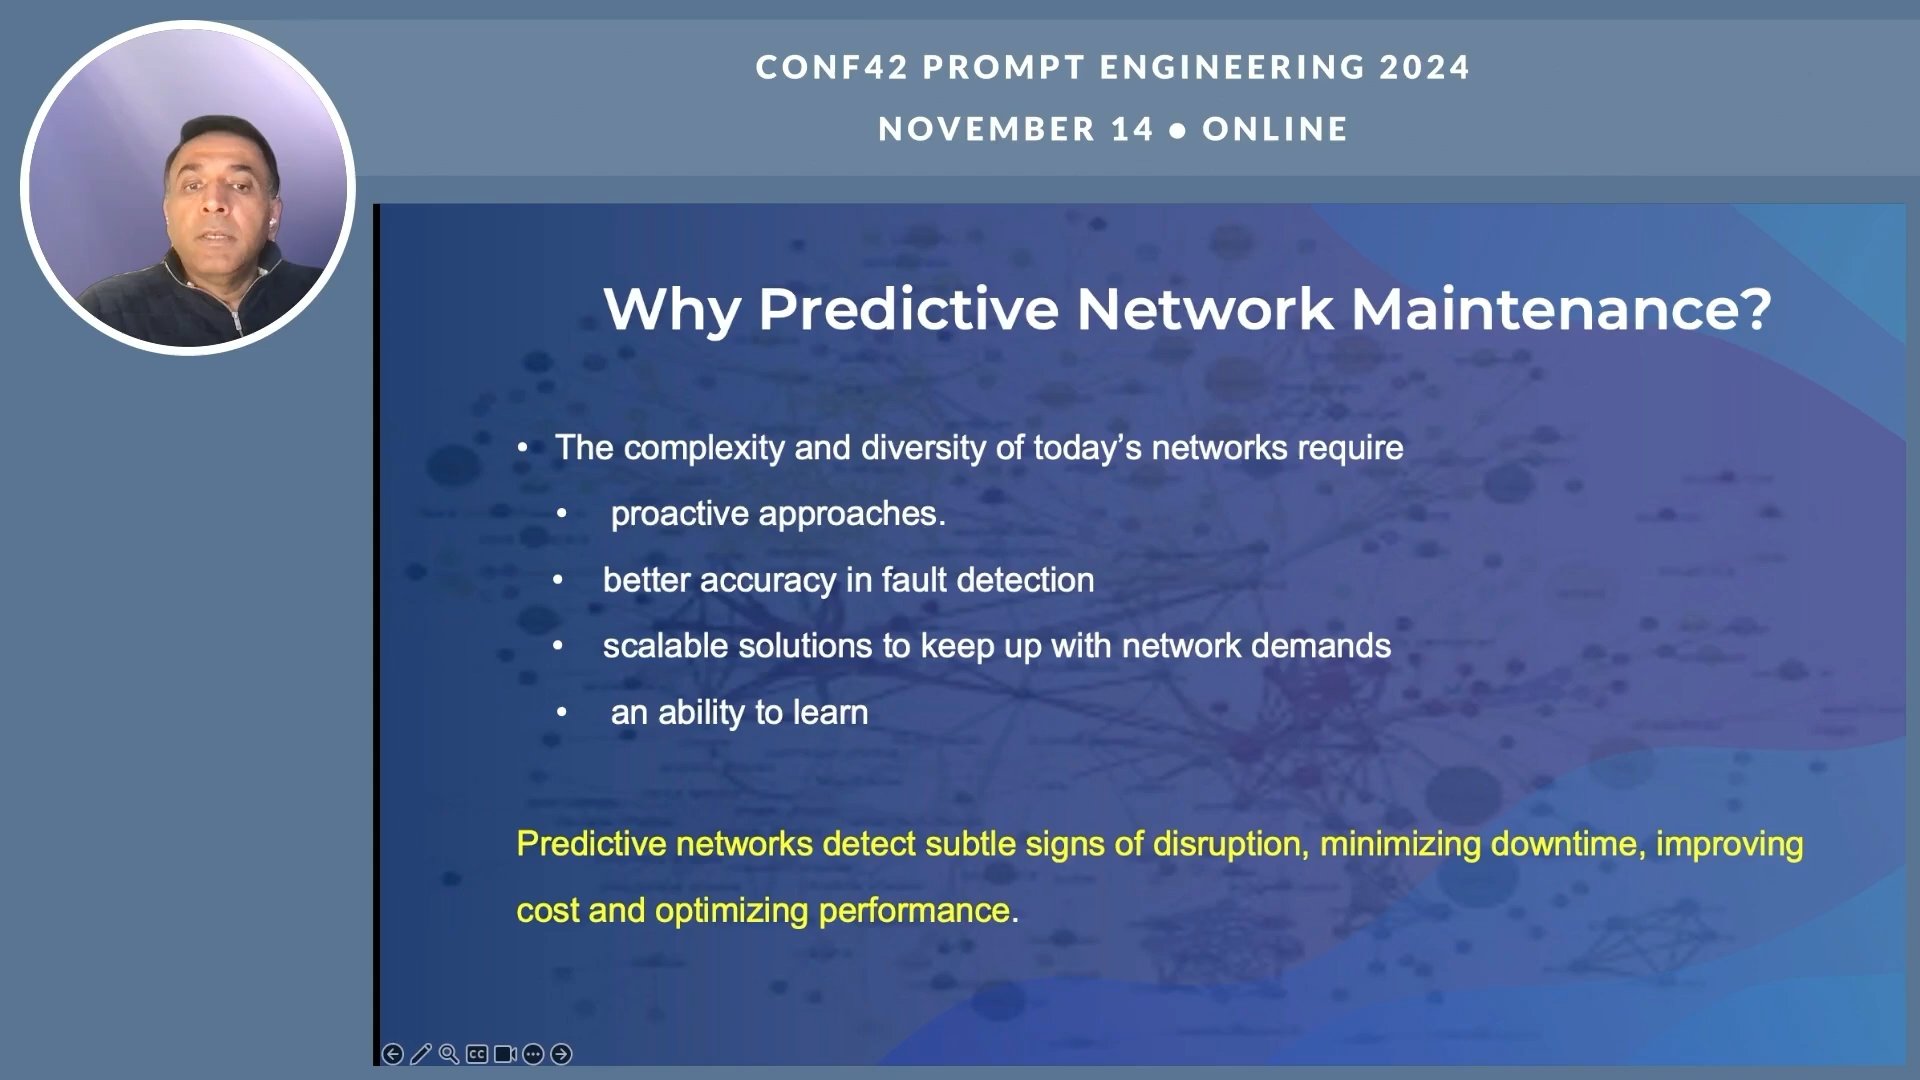 CONF42 PROMPT ENGINEERING 2024
NOVEMBER 14 ● ONLINE
Why Predictive Network Maintenance?
• The complexity and diversity of today’s networks require
• proactive approaches.
• better accuracy in fault detection
• scalable solutions to keep up with network demands
• an ability to learn
Predictive networks detect subtle signs of disruption, minimizing downtime, improving
cost and optimizing performance.
CC